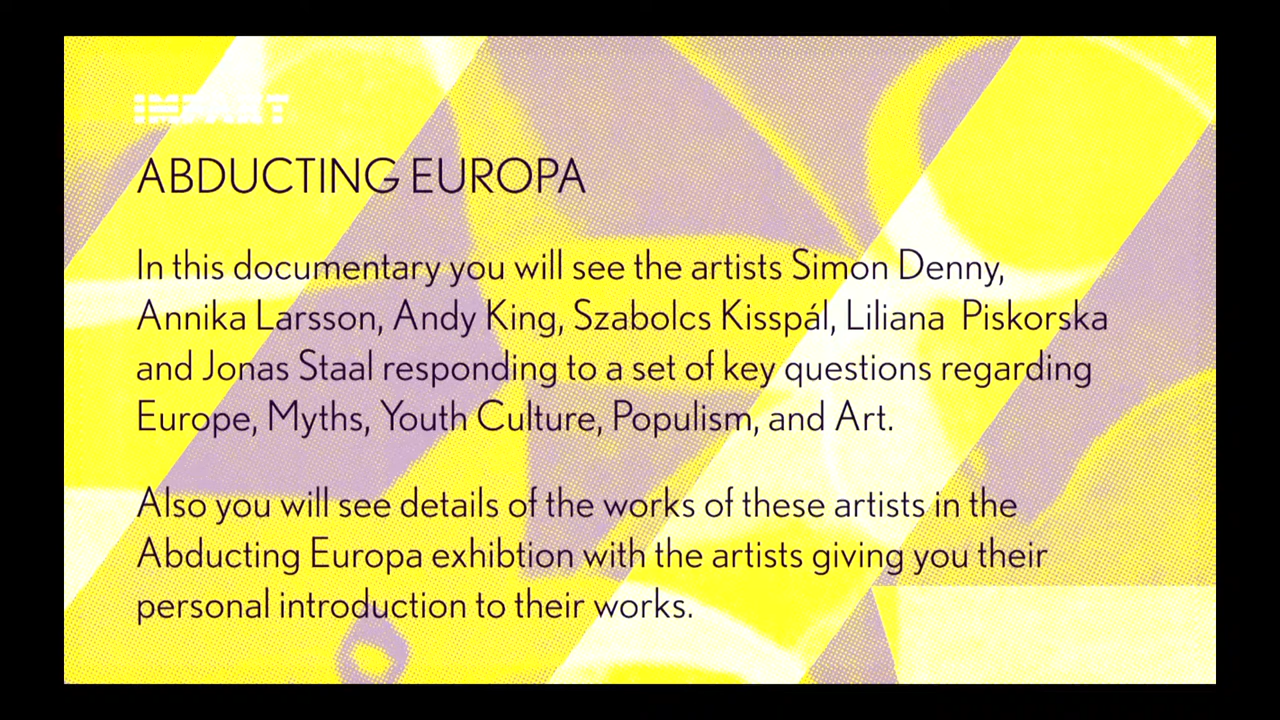 IMPAKT
ABDUCTING EUROPA
In this documentary you will see the artists Simon Denny,
Annika Larsson, Andy King, Szabolcs Kisspál, Liliana Piskorska
and Jonas Staal responding to a set of key questions regarding
Europe, Myths, Youth Culture, Populism, and Art.
Also you will see details of the works of these artists in the
Abducting Europa exhibtion with the artists giving you their
personal introduction to their works.